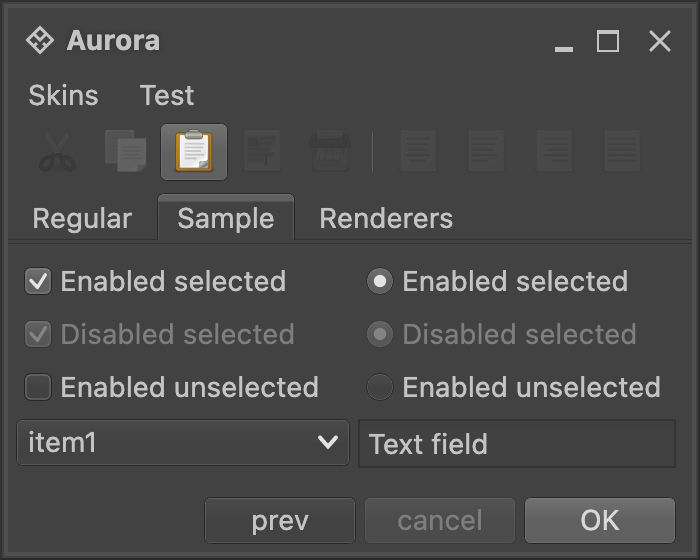 Aurora
Skins Test
Regular Sample Renderers
Enabled selected Enabled selected
Disabled selected Disabled selected
Enabled unselected Enabled unselected
item1 Text field
prev cancel OK